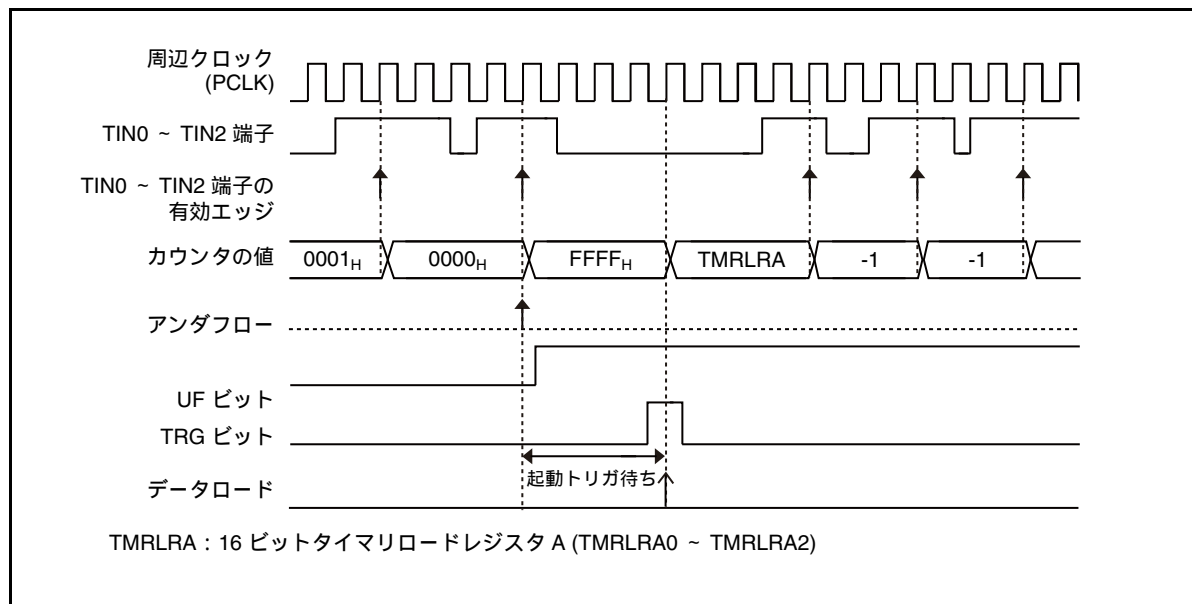 周辺クロック
(PCLK)
TIN0 ~ TIN2 端子
TIN0 ~ TIN2 端子の
有効エッジ
カウンタの値
0001H
0000H
FFFFH
TMRLRA
-1
-1
アンダフロー
UF ビット
TRG ビット
起動トリガ待ち
データロード
TMRLRA : 16 ビットタイマリロードレジスタ A (TMRLRA0 ~ TMRLRA2)